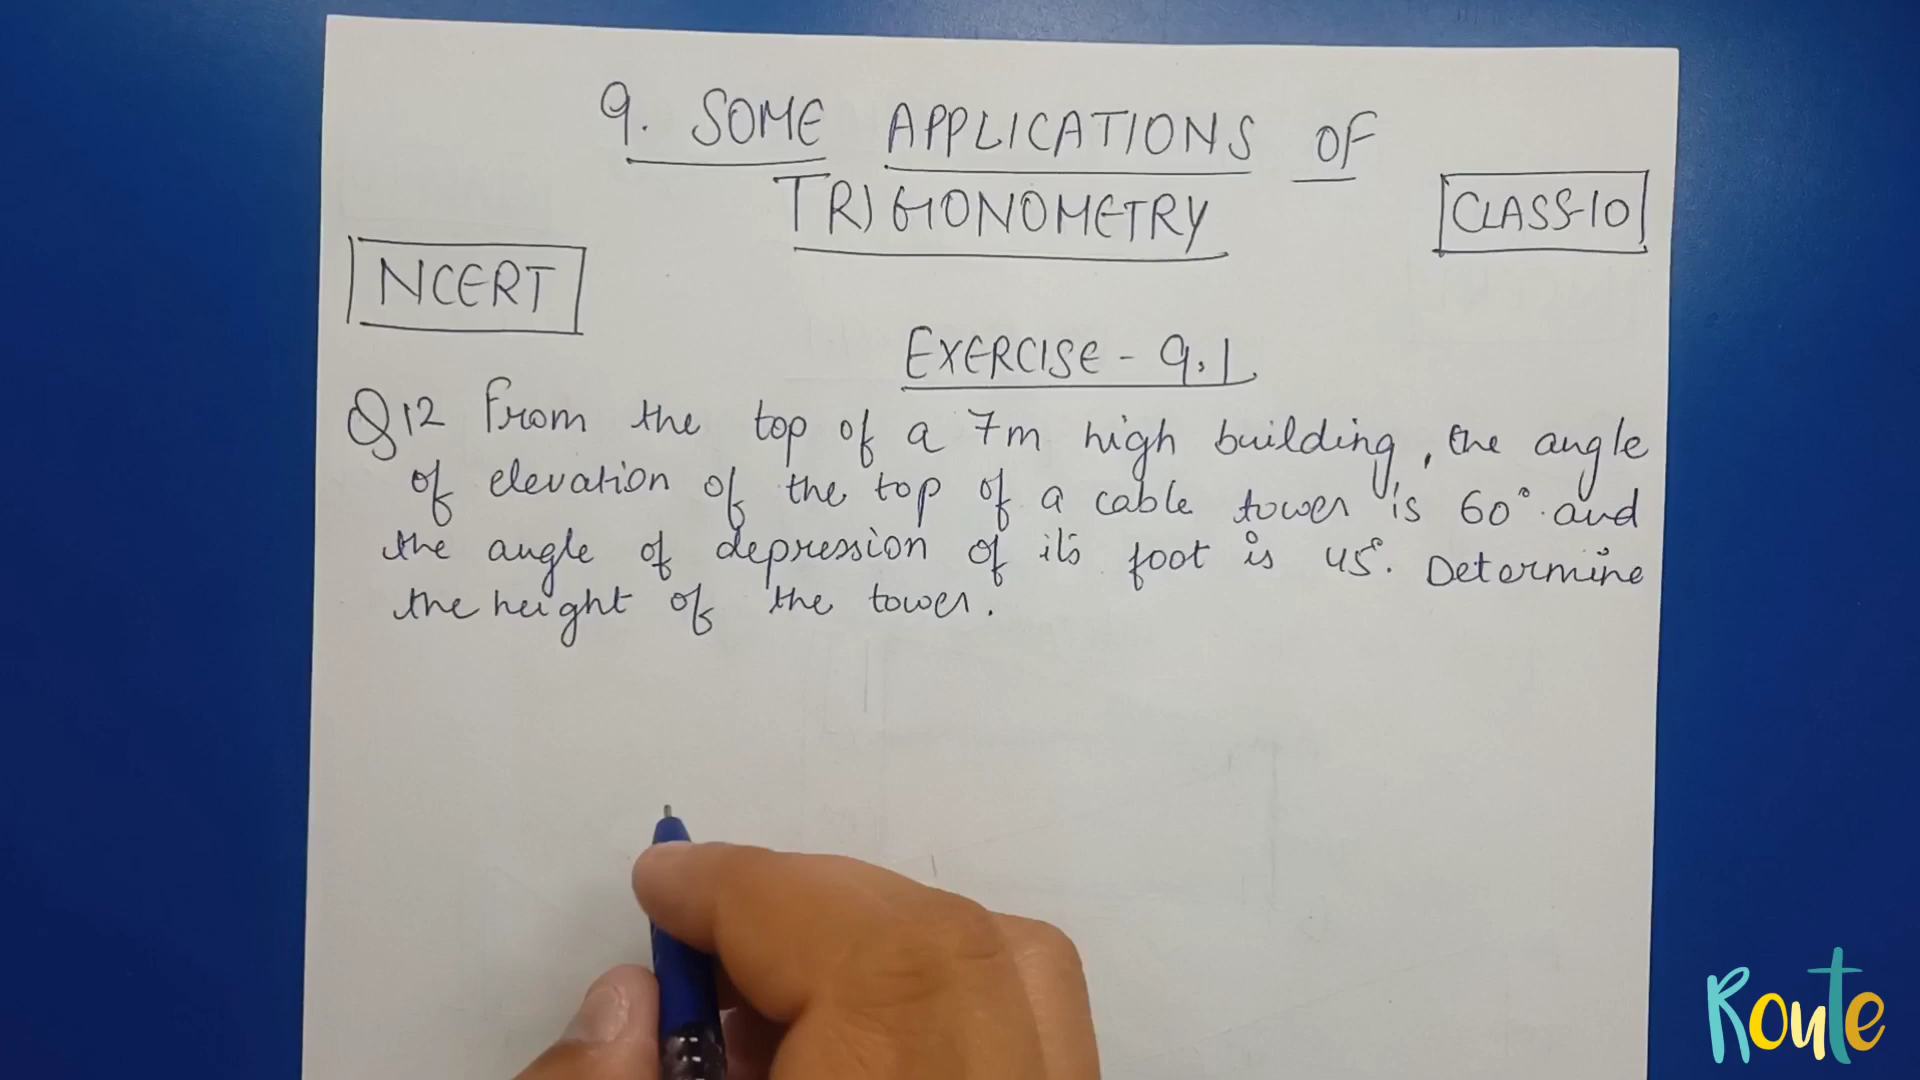 9. SOME APPLICATIONS OF
TRIGONOMETRY
CLASS-10
NCERT
EXERCISE - 9.1
Q12 From the top of a 7m high building, the angle
of elevation of the top of a cable tower is 60° and
the angle of depression of its foot is 45°. Determine
the height of the tower.
Route